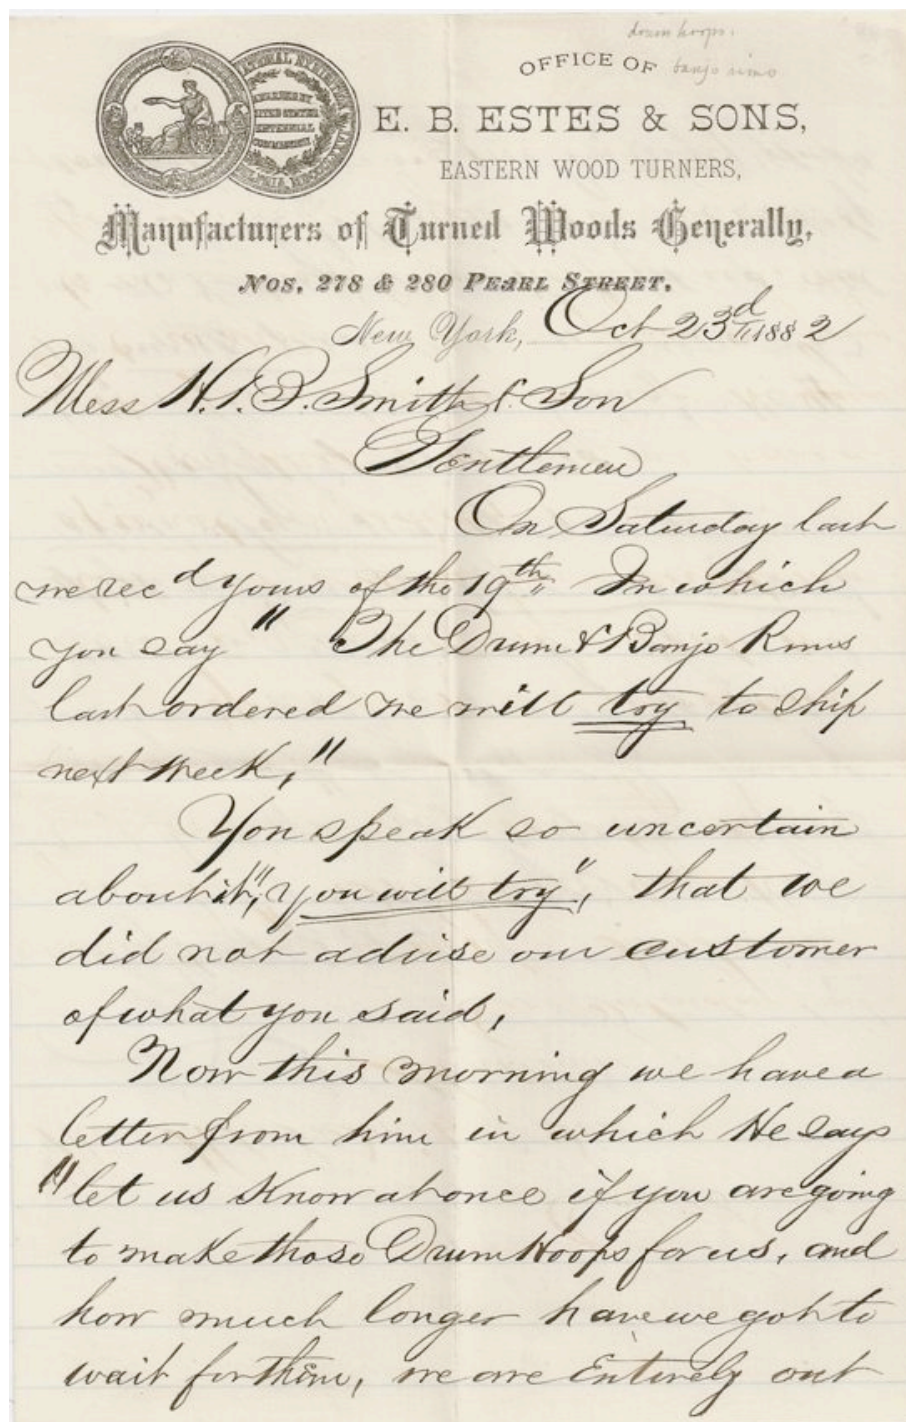 drum hoops.
OFFICE OF banjo rims
E. B. ESTES & SONS,
EASTERN WOOD TURNERS,
Manufacturers of Turned Woods Generally,
Nos. 278 & 280 PEARL STREET.
New York, Oct 23d 1882
Mess H. B. Smith & Son
Gentlemen
On Saturday last
we recd yours of the 19th, In which
you say " The Drum & Banjo Rims
last ordered we will try to ship
next week,"
You speak so uncertain
about it, "you will try", that we
did not advise our customer
of what you said,
Now this morning we have a
letter from him in which He says
"let us Know at once if you are going
to make those Drum Hoops for us, and
how much longer have we got to
wait for them, we are Entirely out